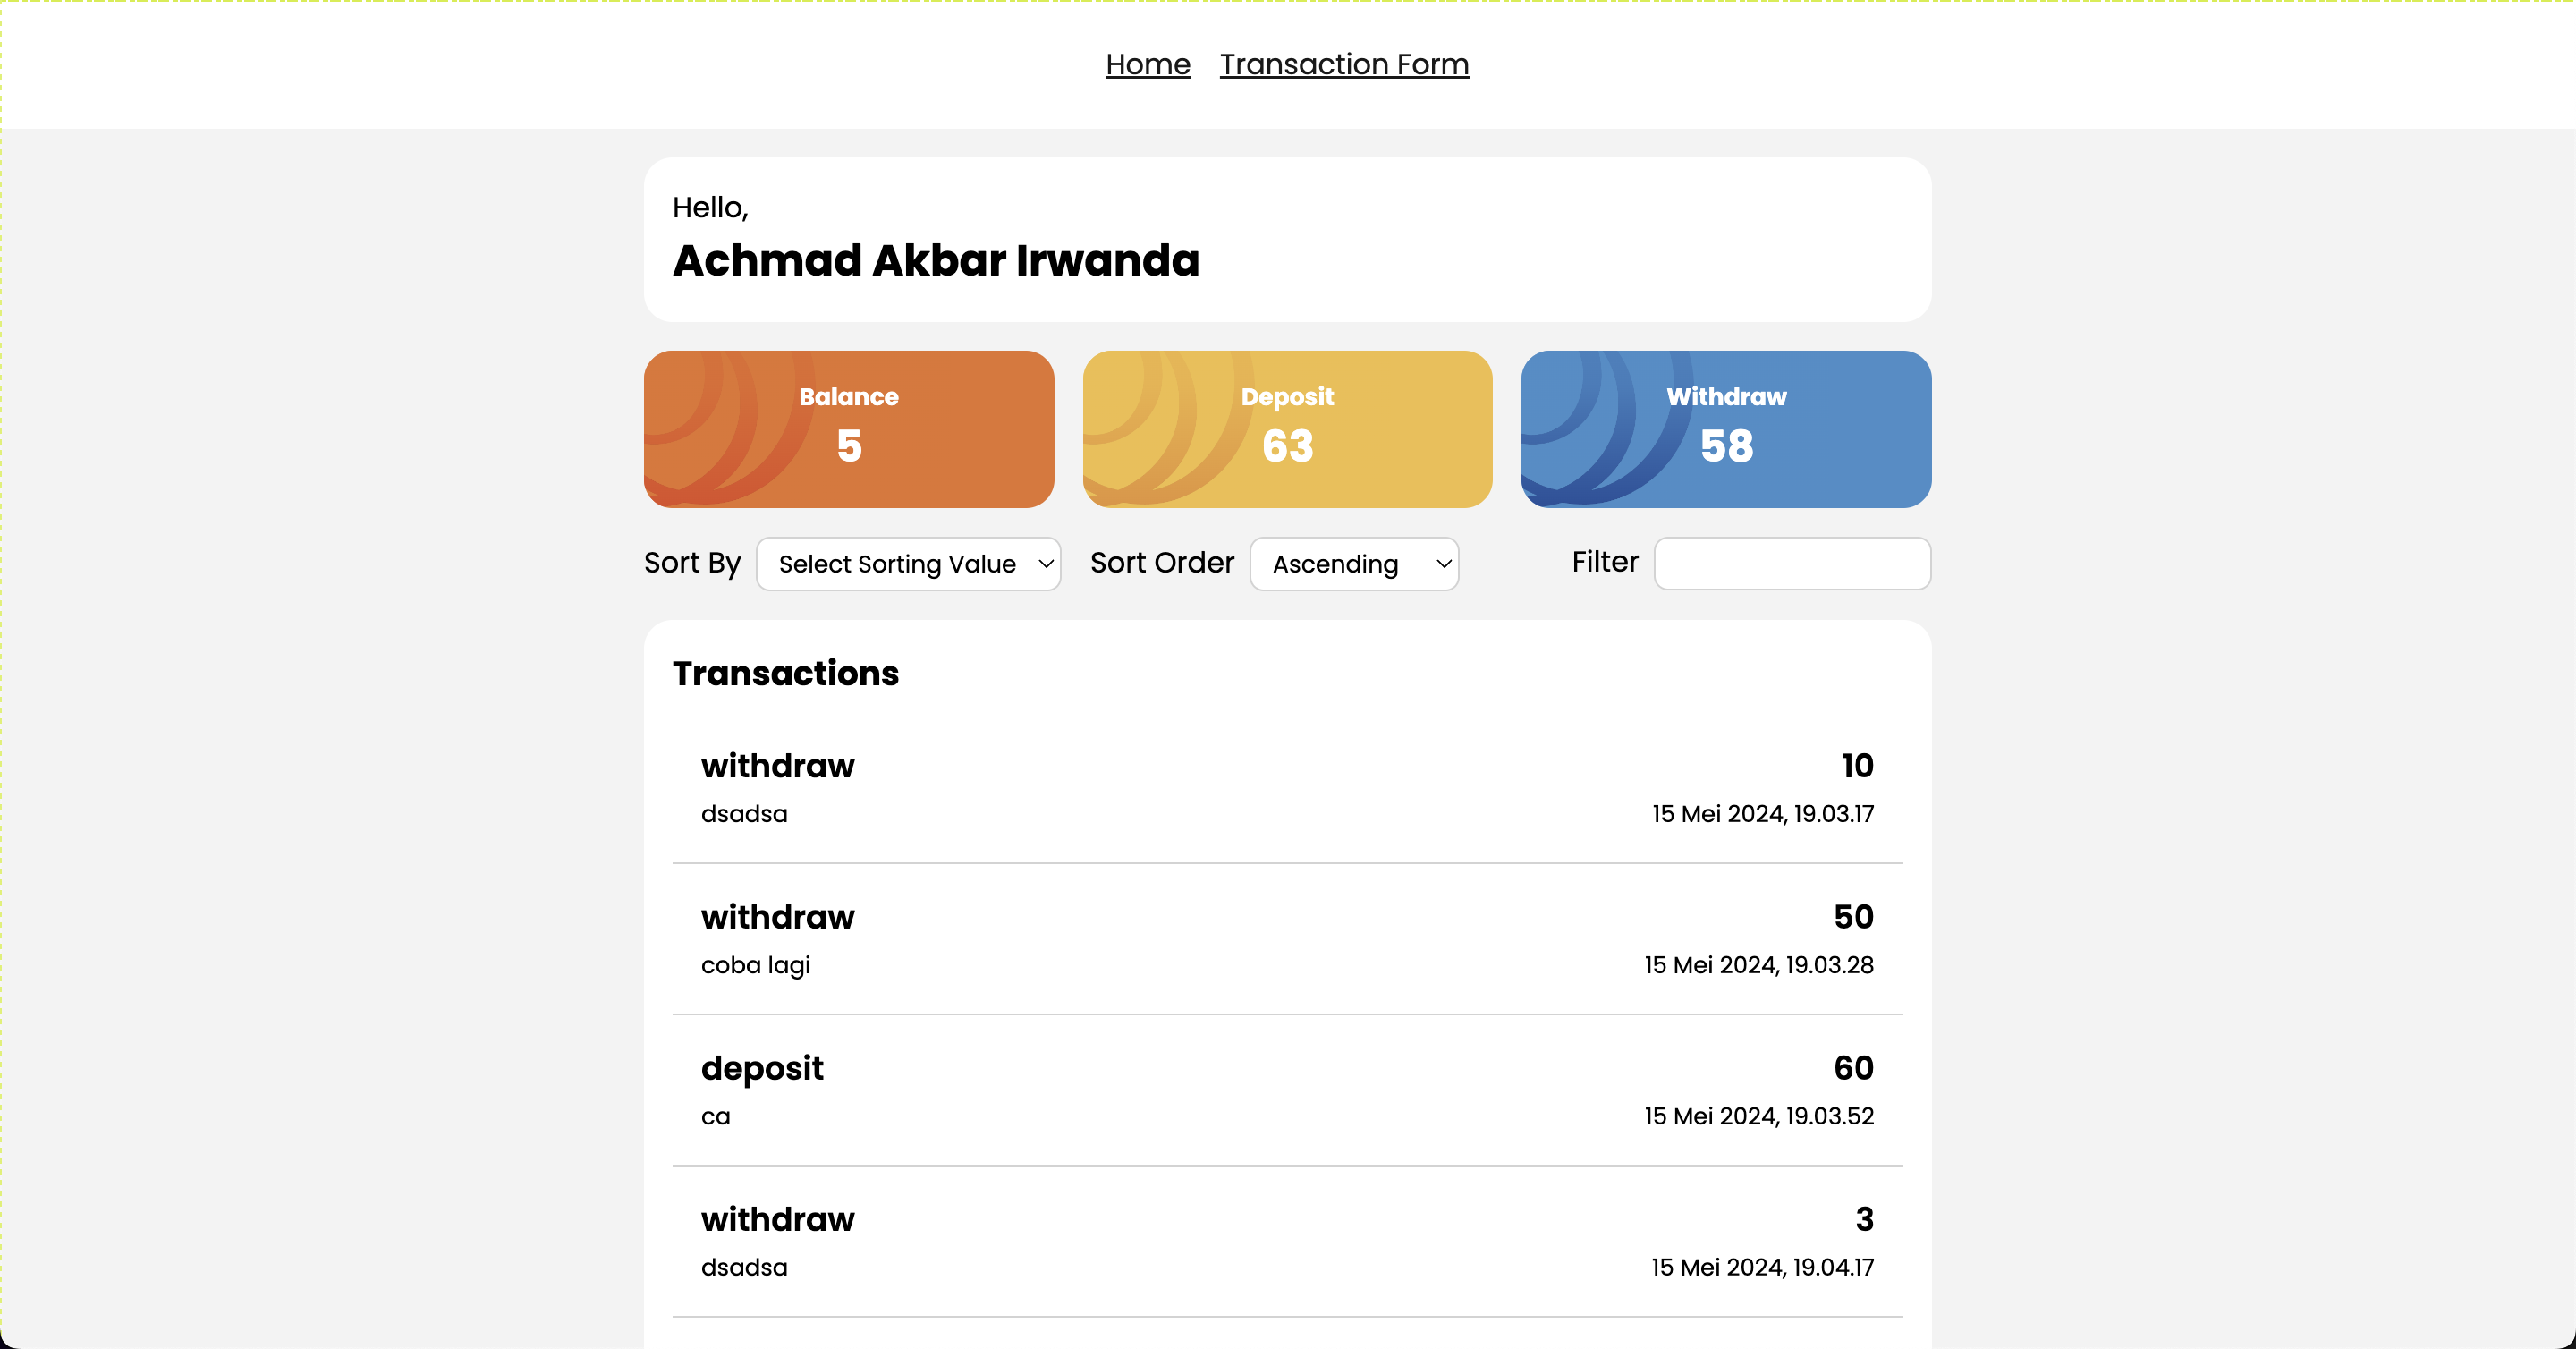 Home Transaction Form
Hello,
Achmad Akbar Irwanda
Balance
5
Deposit
63
Withdraw
58
Sort By Select Sorting Value Sort Order Ascending Filter
Transactions
withdraw 10
dsadsa 15 Mei 2024, 19.03.17
withdraw 50
coba lagi 15 Mei 2024, 19.03.28
deposit 60
ca 15 Mei 2024, 19.03.52
withdraw 3
dsadsa 15 Mei 2024, 19.04.17